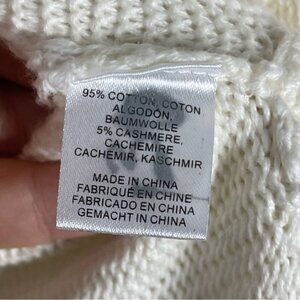 95% COTTON, COTON
ALGODÓN,
BAUMWOLLE
5% CASHMERE,
CACHEMIRE
CACHEMIR, KASCHMIR
MADE IN CHINA
FABRIQUÉ EN CHINE
FABRICADO EN CHINA
GEMACHT IN CHINA